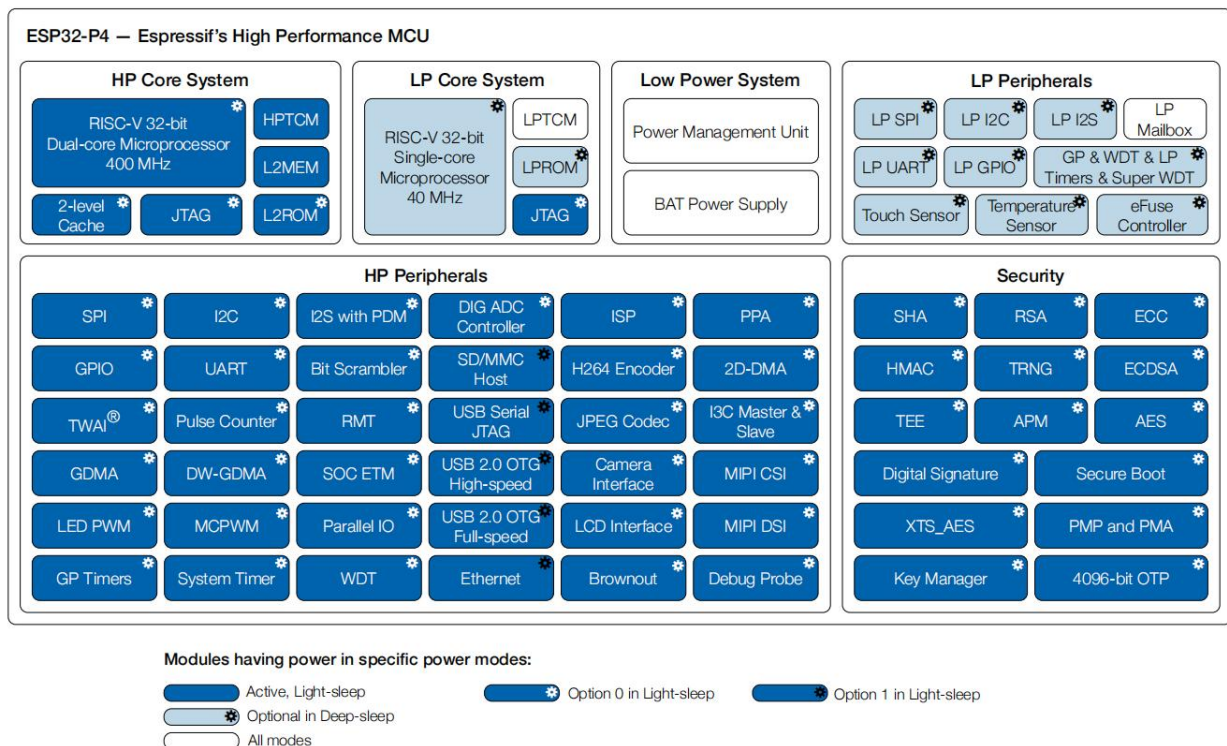 ESP32-P4 — Espressif's High Performance MCU
HP Core System
RISC-V 32-bit
Dual-core Microprocessor
400 MHz
HPTCM
L2MEM
2-level
Cache
JTAG
L2ROM
LP Core System
RISC-V 32-bit
Single-core
Microprocessor
40 MHz
LPTCM
LPROM
JTAG
Low Power System
Power Management Unit
BAT Power Supply
LP Peripherals
LP SPI
LP I2C
LP I2S
LP
Mailbox
LP UART
LP GPIO
GP & WDT & LP
Timers & Super WDT
Touch Sensor
Temperature
Sensor
eFuse
Controller
HP Peripherals
SPI
I2C
I2S with PDM
DIG ADC
Controller
ISP
PPA
GPIO
UART
Bit Scrambler
SD/MMC
Host
H264 Encoder
2D-DMA
TWAI®
Pulse Counter
RMT
USB Serial
JTAG
JPEG Codec
I3C Master &
Slave
GDMA
DW-GDMA
SOC ETM
USB 2.0 OTG
High-speed
Camera
Interface
MIPI CSI
LED PWM
MCPWM
Parallel IO
USB 2.0 OTG
Full-speed
LCD Interface
MIPI DSI
GP Timers
System Timer
WDT
Ethernet
Brownout
Debug Probe
Security
SHA
RSA
ECC
HMAC
TRNG
ECDSA
TEE
APM
AES
Digital Signature
Secure Boot
XTS_AES
PMP and PMA
Key Manager
4096-bit OTP
Modules having power in specific power modes:
Active, Light-sleep
Option 0 in Light-sleep
Option 1 in Light-sleep
Optional in Deep-sleep
All modes